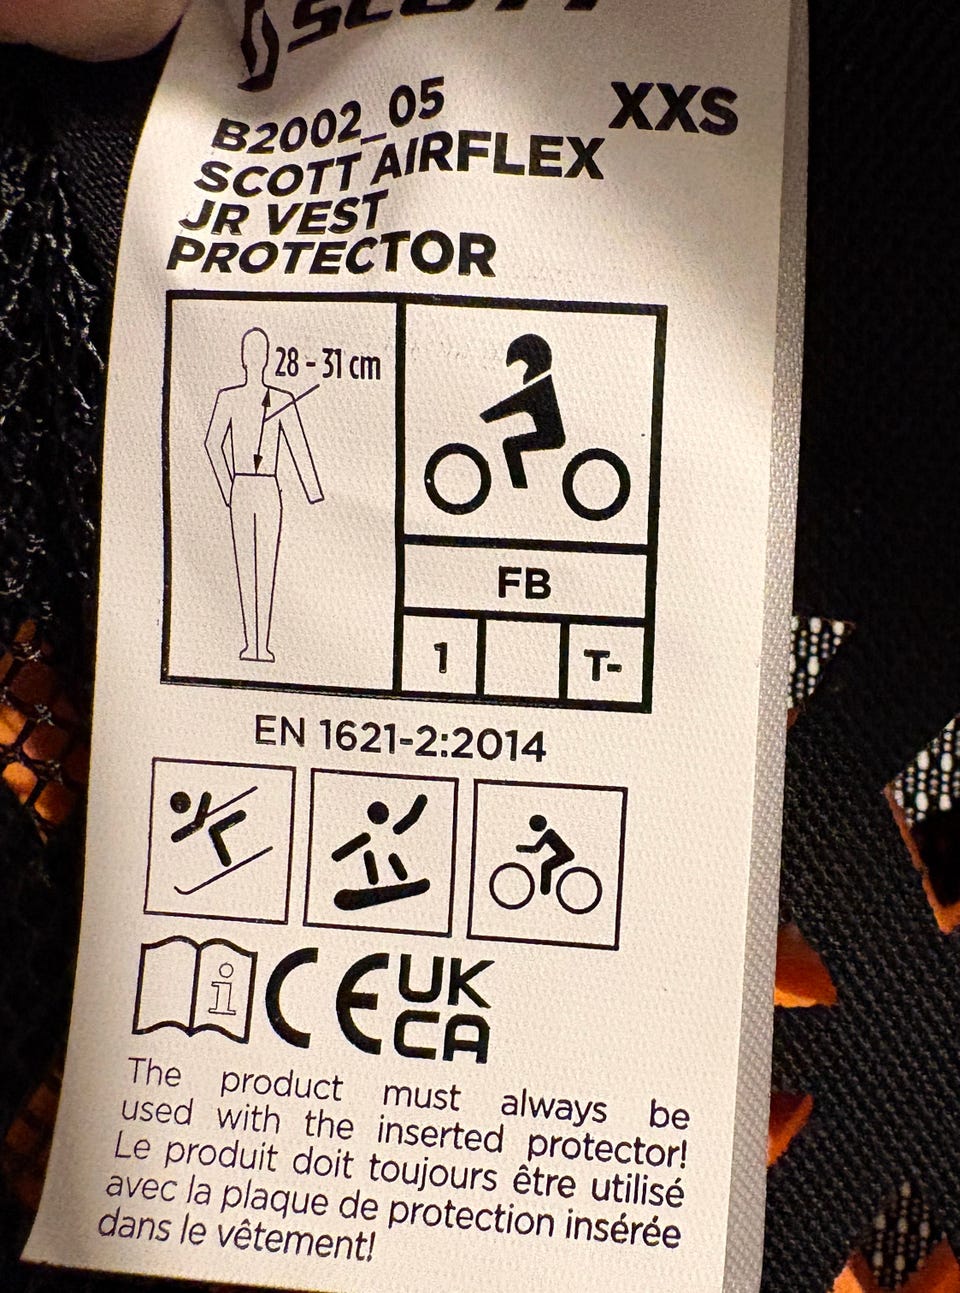 SCOTT
XXS
B2002_05
SCOTT AIRFLEX
JR VEST
PROTECTOR
28 - 31 cm
FB
1
T-
EN 1621-2:2014
i
CE
UK
CA
The product must always be
used with the inserted protector!
Le produit doit toujours être utilisé
avec la plaque de protection insérée
dans le vêtement!